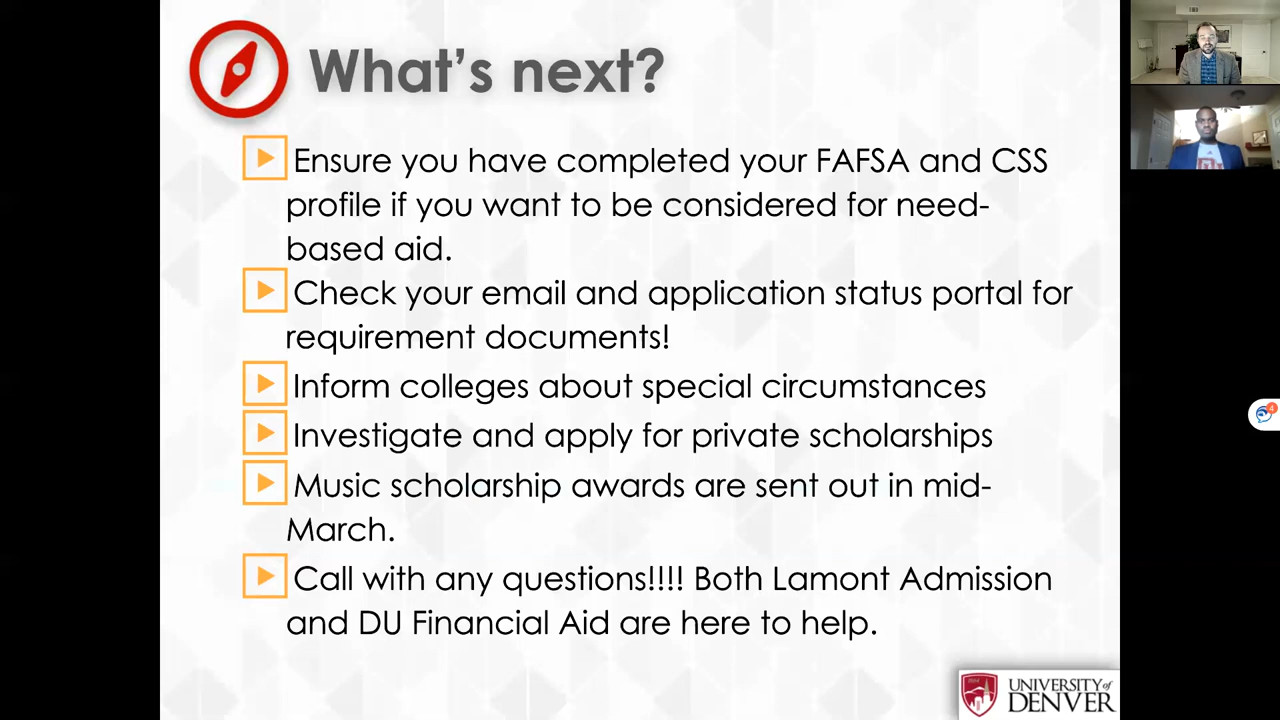 What's next?
Ensure you have completed your FAFSA and CSS
profile if you want to be considered for need-
based aid.
Check your email and application status portal for
requirement documents!
Inform colleges about special circumstances
Investigate and apply for private scholarships
Music scholarship awards are sent out in mid-
March.
Call with any questions!!!! Both Lamont Admission
and DU Financial Aid are here to help.
4
UNIVERSITY of
DENVER